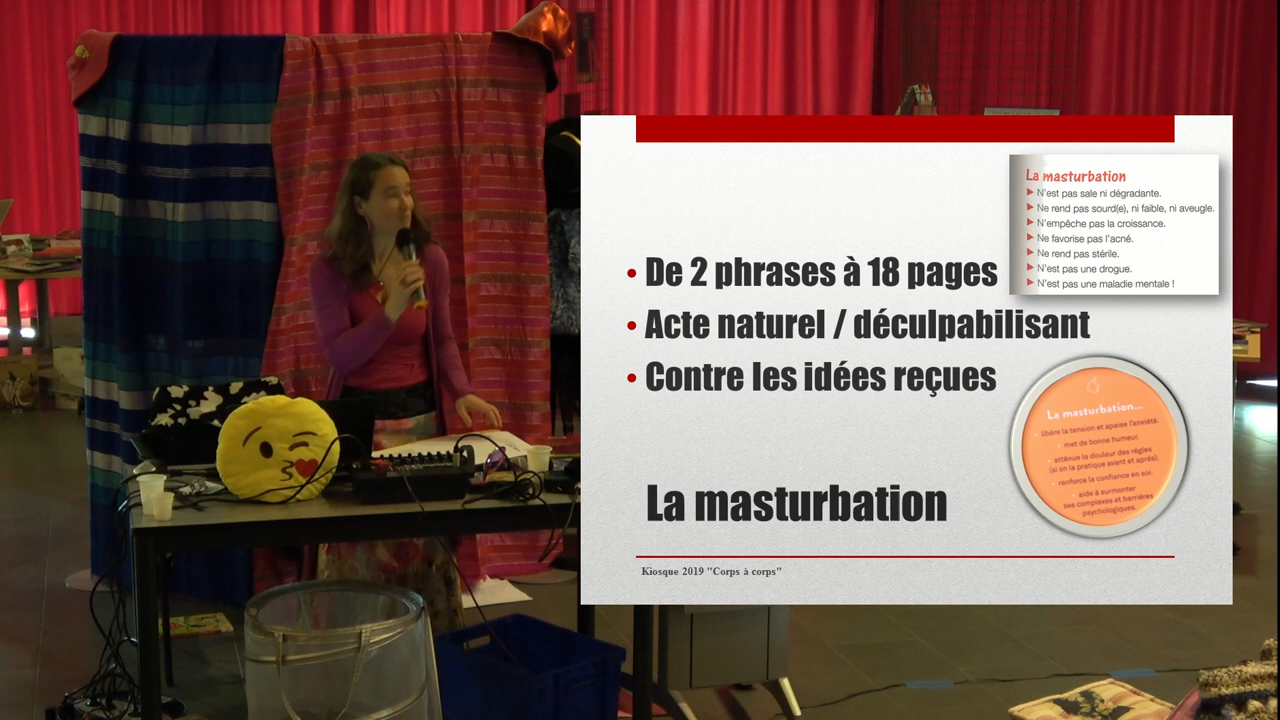 La masturbation
N'est pas sale ni dégradante.
Ne rend pas sourd(e), ni faible, ni aveugle.
N'empêche pas la croissance.
Ne favorise pas l'acné.
Ne rend pas stérile.
N'est pas une drogue.
N'est pas une maladie mentale !
• De 2 phrases à 18 pages
• Acte naturel / déculpabilisant
• Contre les idées reçues
La masturbation...
libère la tension et apaise l'anxiété.
met de bonne humeur.
atténue la douleur des règles
(si on la pratique avant et après).
renforce la confiance en soi.
aide à surmonter
ses complexes et barrières
psychologiques.
La masturbation
Kiosque 2019 "Corps à corps"